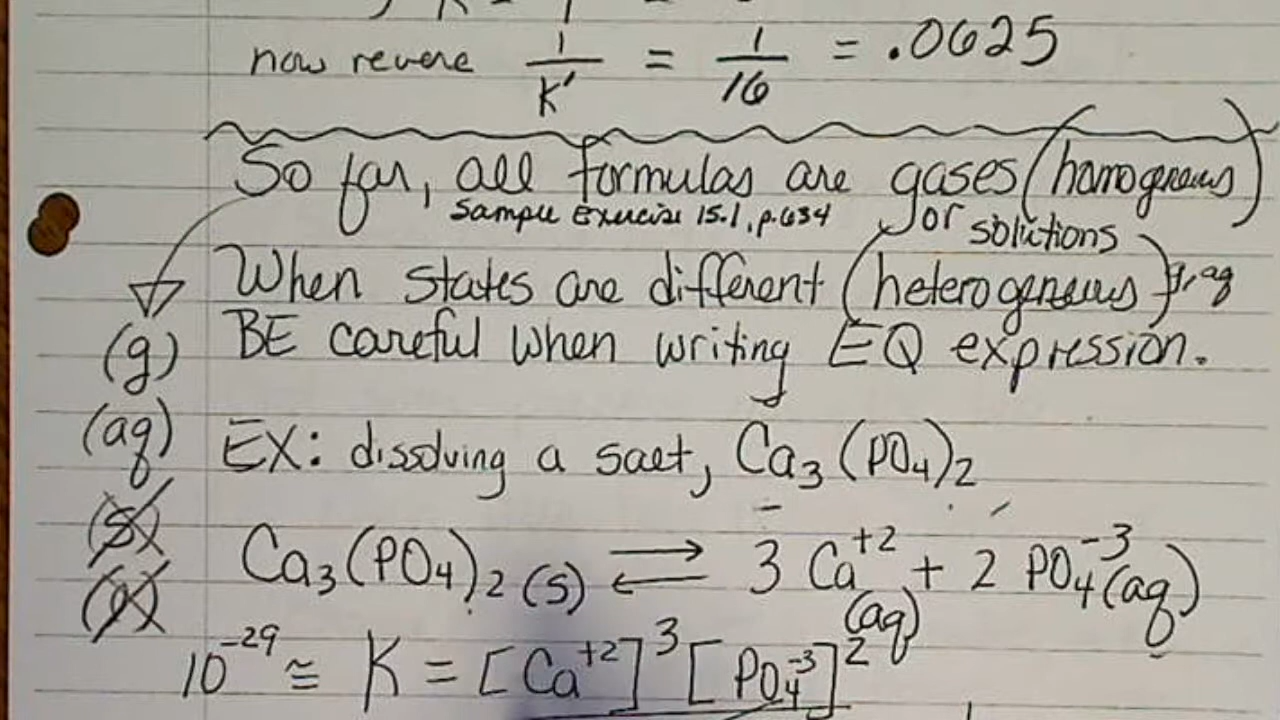 now revere 1/K' = 1/16 = .0625
So far, all formulas are gases (homogeneous)
Sample Exercise 15.1, p.634 or solutions
When states are different (heterogeneous) g, aq
(g) BE careful when writing EQ expression.
(aq) EX: dissolving a salt, Ca₃(PO₄)₂
(s)
Ca₃(PO₄)₂(s) ⇌ 3 Ca⁺²(aq) + 2 PO₄⁻³(aq)
(l)
10⁻²⁹ ≅ K = [Ca⁺²]³[PO₄⁻³]²